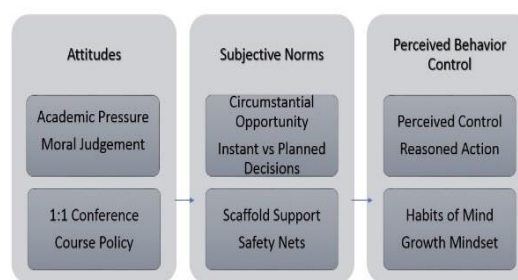 Attitudes
Academic Pressure
Moral Judgement
1:1 Conference
Course Policy
Subjective Norms
Circumstantial
Opportunity
Instant vs Planned
Decisions
Scaffold Support
Safety Nets
Perceived Behavior
Control
Perceived Control
Reasoned Action
Habits of Mind
Growth Mindset